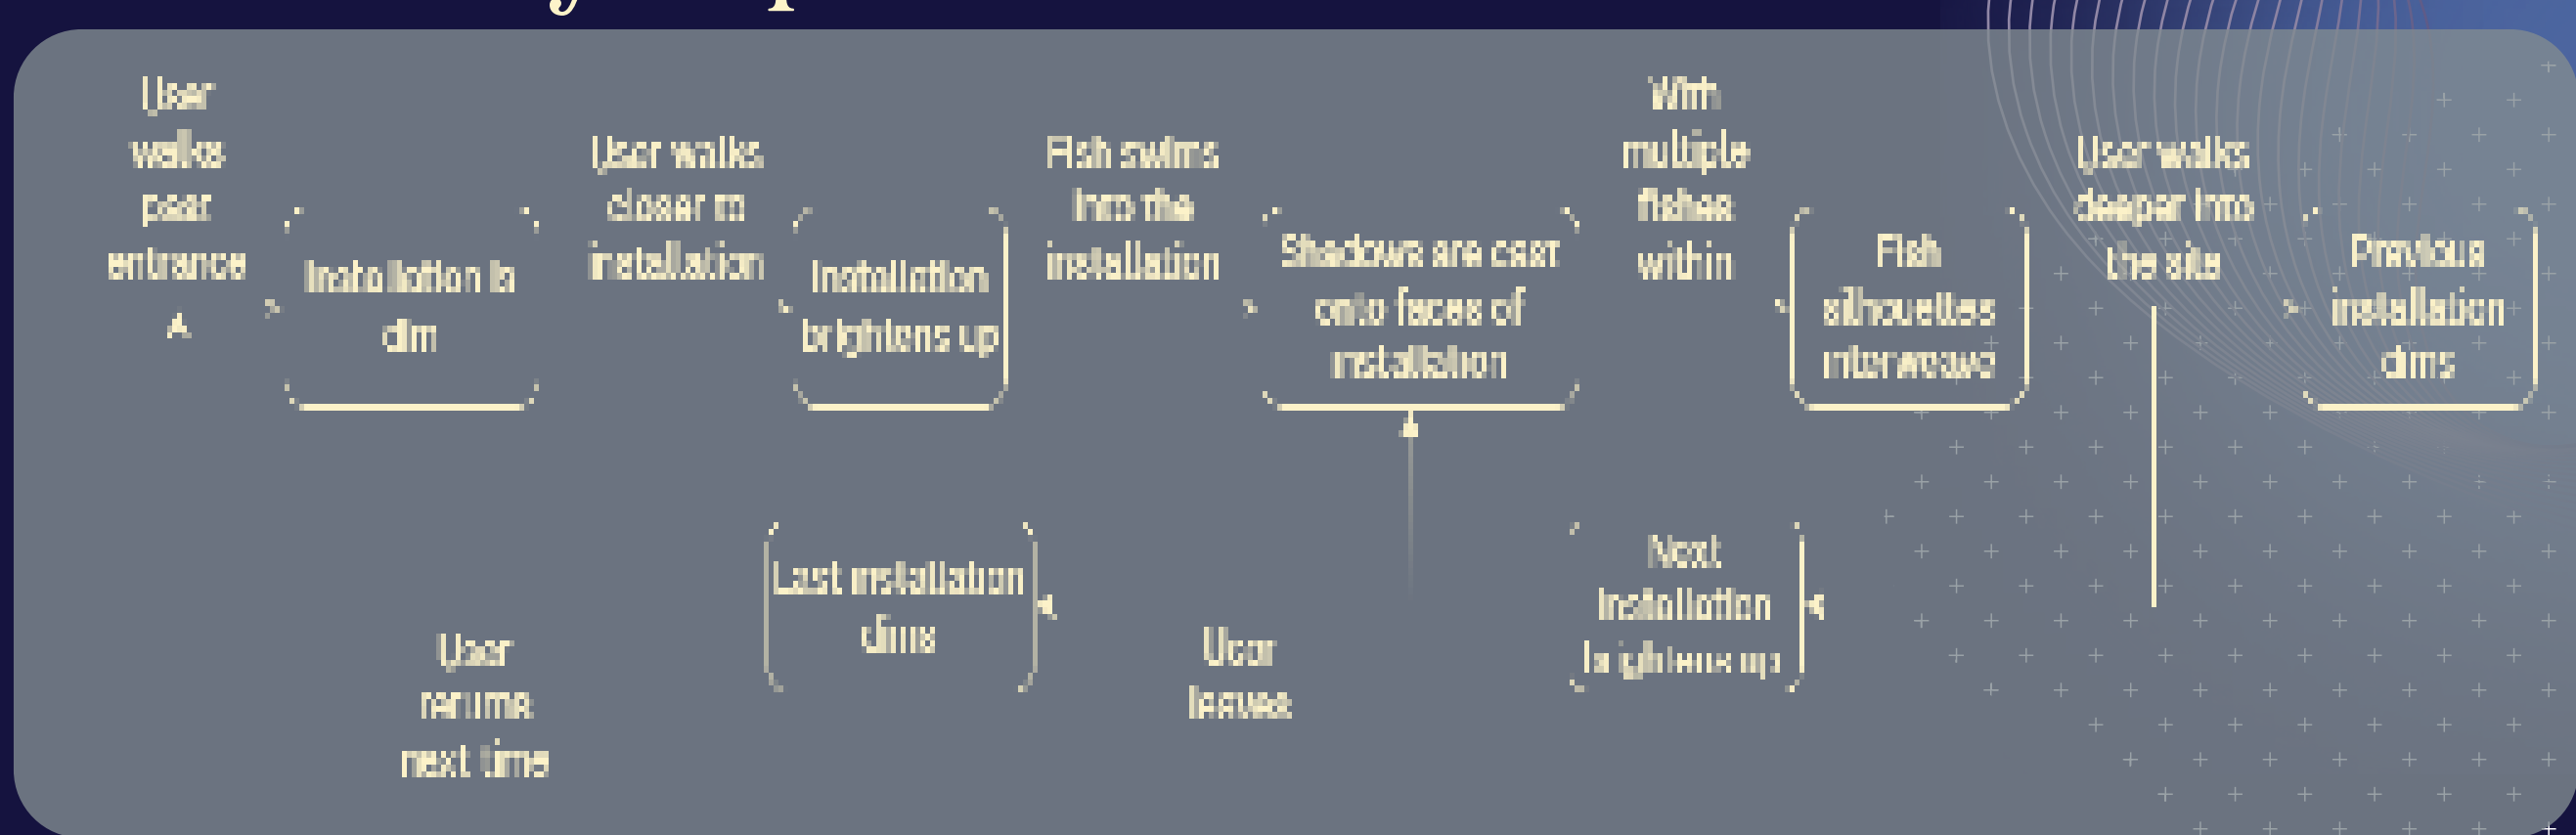 User
walks
past
entrance
A
Installation is
dim
User walks
closer to
installation
Installation
brightens up
Fish swims
into the
installation
Shadows are cast
onto faces of
installation
With
multiple
fishes
within
Fish
silhouettes
interweave
User walks
deeper into
the site
Previous
installation
dims
Next
Installation
lightens up
User
leaves
Last installation
dims
User
returns
next time